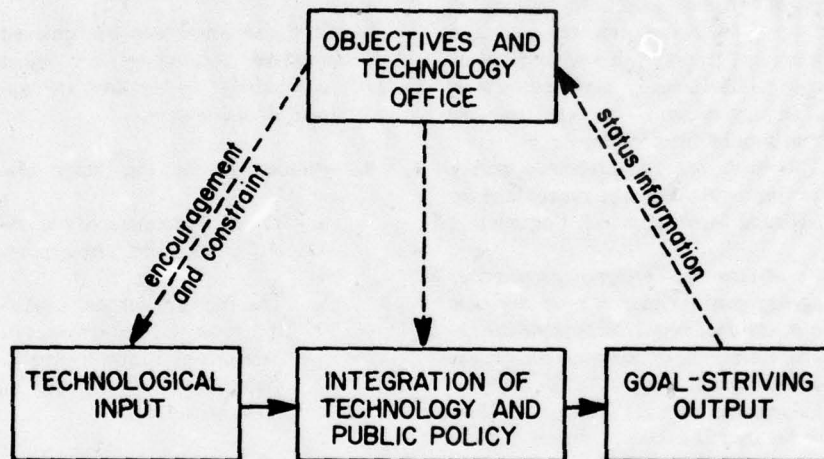 OBJECTIVES AND
TECHNOLOGY
OFFICE
encouragement
and constraint
status information
TECHNOLOGICAL
INPUT
INTEGRATION OF
TECHNOLOGY AND
PUBLIC POLICY
GOAL-STRIVING
OUTPUT